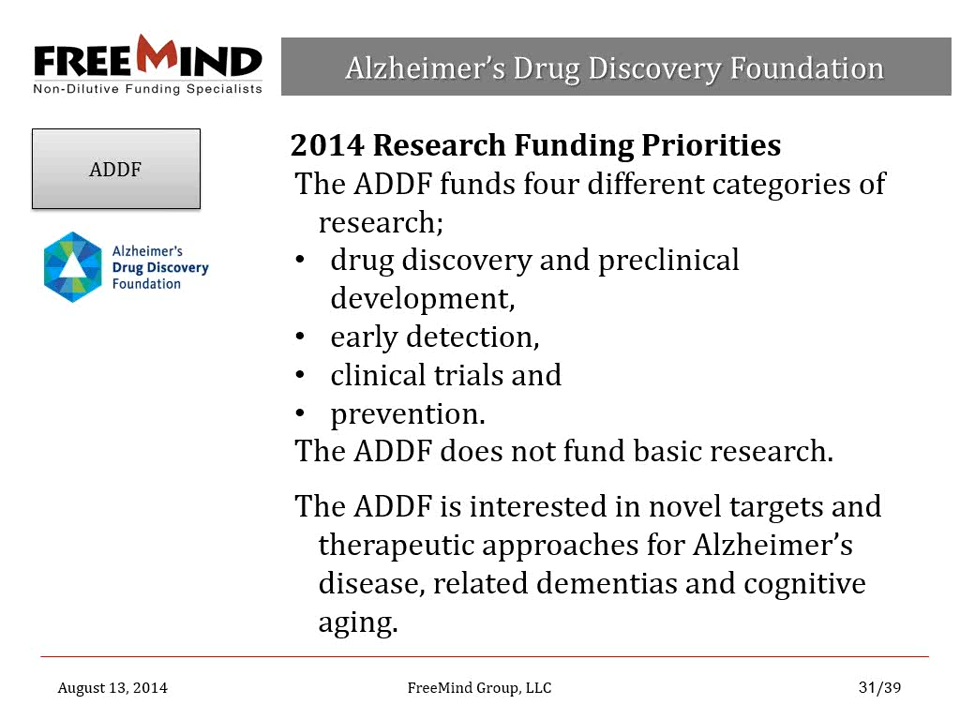 FREEMIND
Non-Dilutive Funding Specialists
Alzheimer's Drug Discovery Foundation
ADDF
Alzheimer's
Drug Discovery
Foundation
2014 Research Funding Priorities
The ADDF funds four different categories of
research;
• drug discovery and preclinical
development,
• early detection,
• clinical trials and
• prevention.
The ADDF does not fund basic research.
The ADDF is interested in novel targets and
therapeutic approaches for Alzheimer's
disease, related dementias and cognitive
aging.
August 13, 2014
FreeMind Group, LLC
31/39